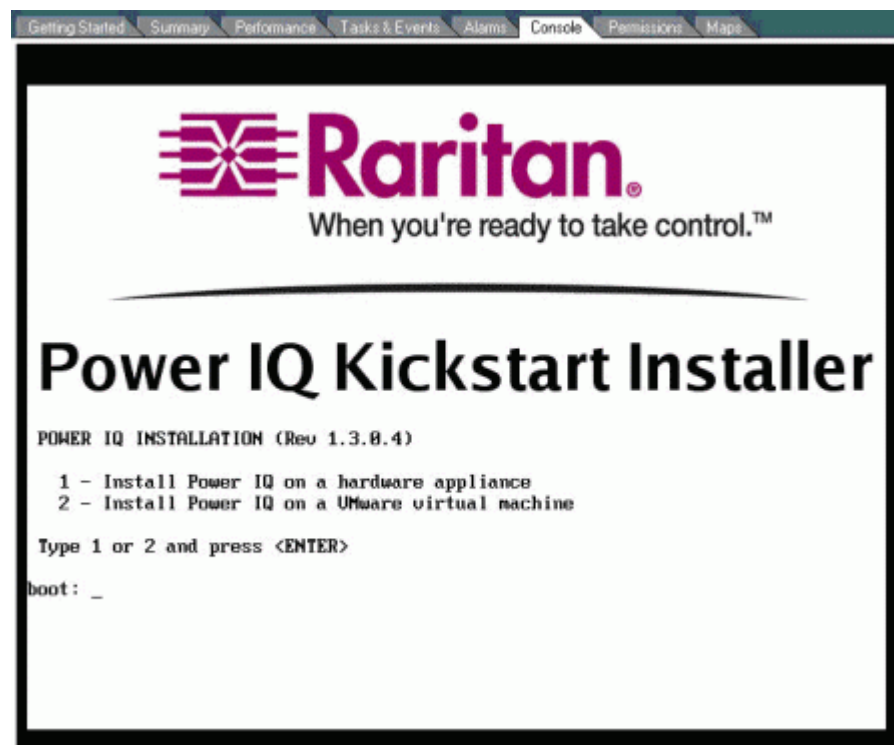 Getting Started Summary Performance Tasks & Events Alarms Console Permissions Maps
Raritan®
When you're ready to take control.™
Power IQ Kickstart Installer
POWER IQ INSTALLATION (Rev 1.3.0.4)
1 - Install Power IQ on a hardware appliance
2 - Install Power IQ on a VMware virtual machine
Type 1 or 2 and press <ENTER>
boot: _